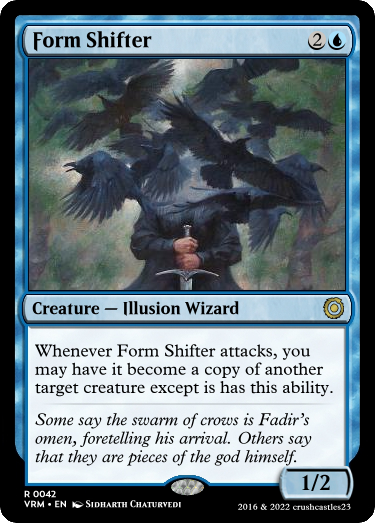 Form Shifter 2
Creature — Illusion Wizard
Whenever Form Shifter attacks, you
may have it become a copy of another
target creature except is has this ability.
Some say the swarm of crows is Fadir's
omen, foretelling his arrival. Others say
that they are pieces of the god himself.
1/2
R 0042
VRM • EN Sidharth Chaturvedi
2016 & 2022 crushcastles23